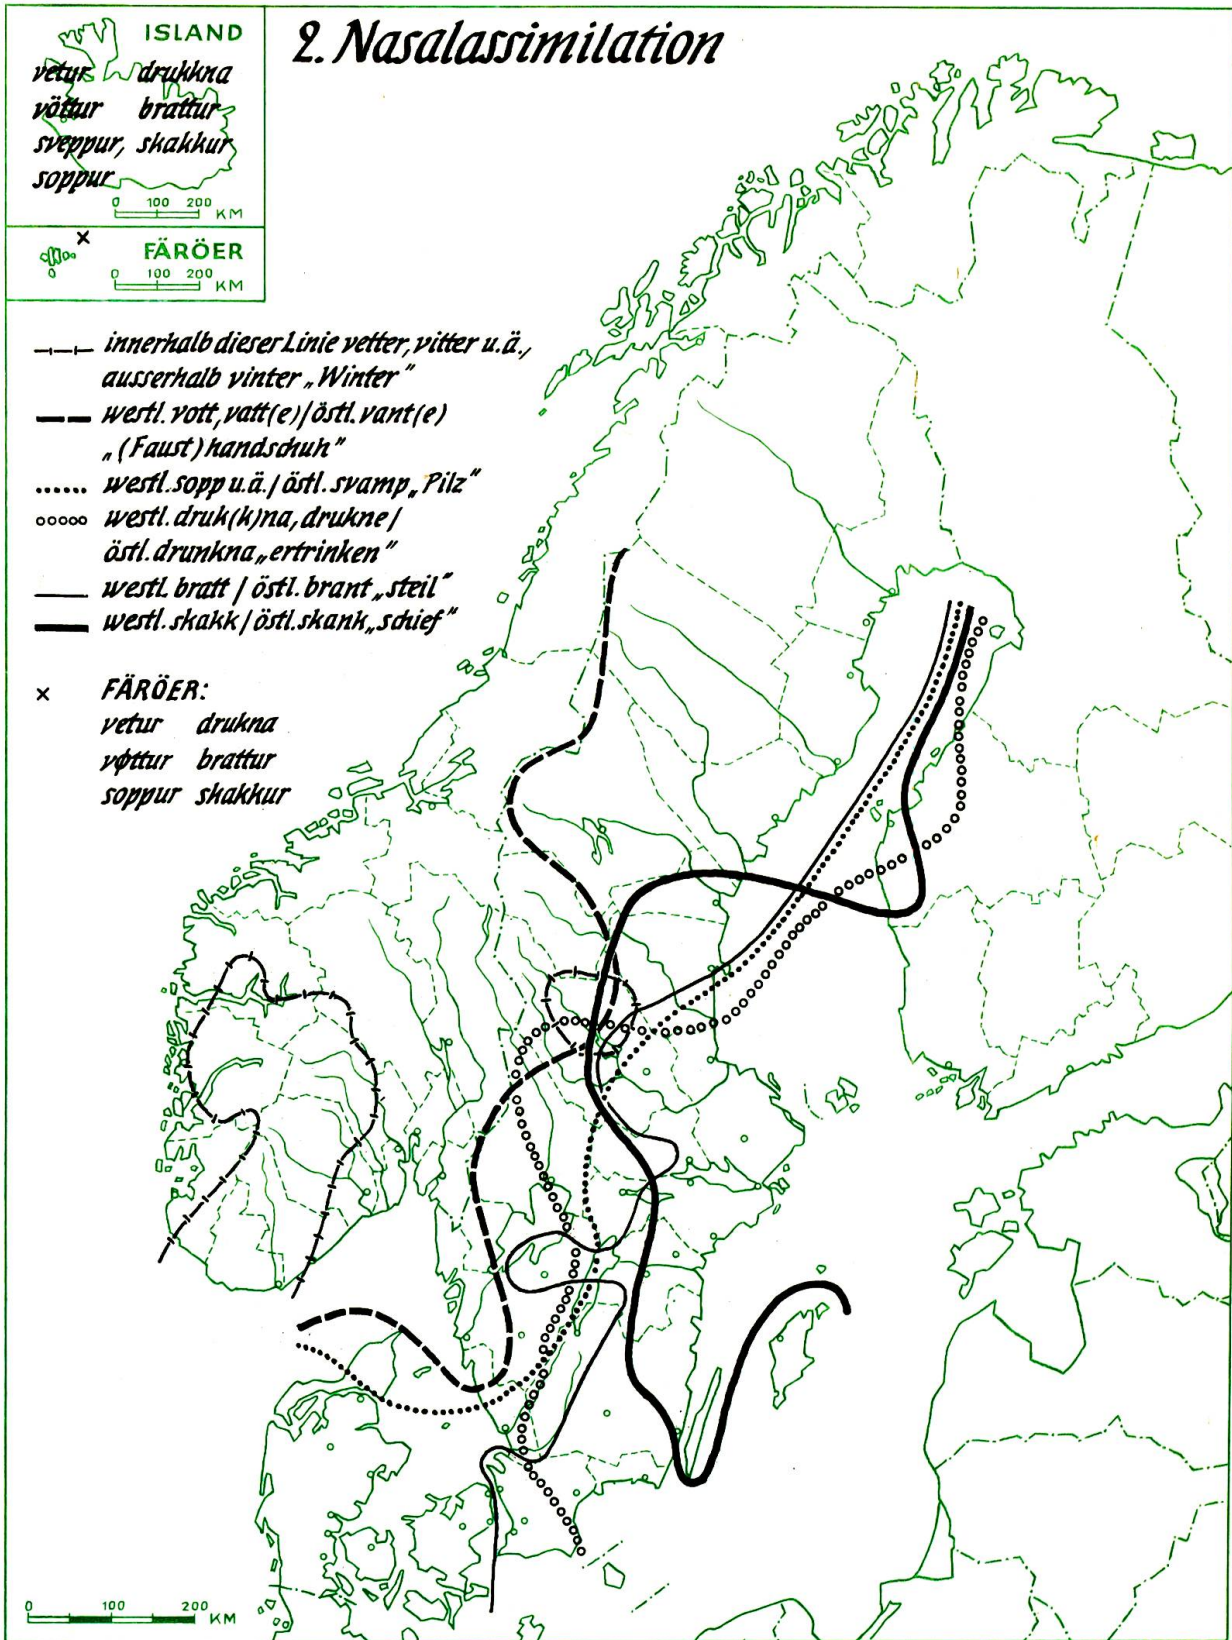 2. Nasalassimilation
ISLAND
vetur drukkna
vöttur brattur
sveppur, skakkur
soppur
0 100 200 KM
FÄRÖER
0 100 200 KM
innerhalb dieser Linie vetter, vitter u.ä.,
ausserhalb vinter „Winter"
westl. vott, vatt(e)/östl. vant(e)
„(Faust)handschuh"
westl. sopp u.ä./östl. svamp „Pilz"
westl. druk(k)na, drukne/
östl. drunkna „ertrinken"
westl. bratt / östl. brant „steil"
westl. skakk/östl. skank „schief"
x FÄRÖER:
vetur drukna
vøttur brattur
soppur skakkur
0 100 200 KM